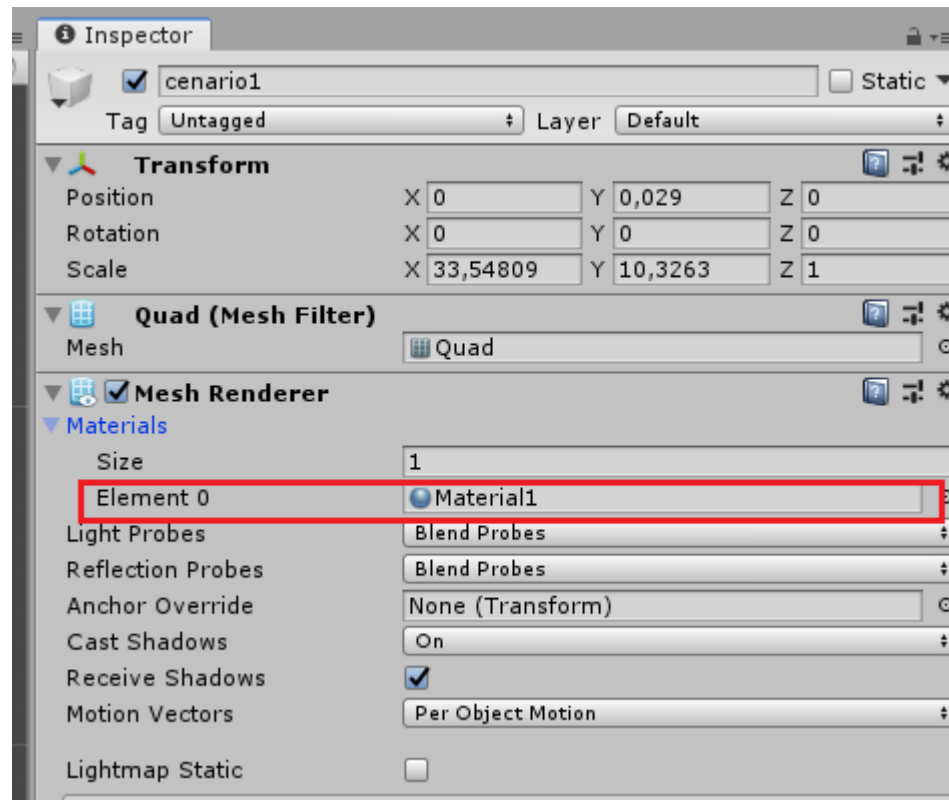 Inspector
cenario1 Static
Tag Untagged Layer Default
Transform
Position X 0 Y 0,029 Z 0
Rotation X 0 Y 0 Z 0
Scale X 33,54809 Y 10,3263 Z 1
Quad (Mesh Filter)
Mesh Quad
Mesh Renderer
Materials
Size 1
Element 0 Material1
Light Probes Blend Probes
Reflection Probes Blend Probes
Anchor Override None (Transform)
Cast Shadows On
Receive Shadows
Motion Vectors Per Object Motion
Lightmap Static